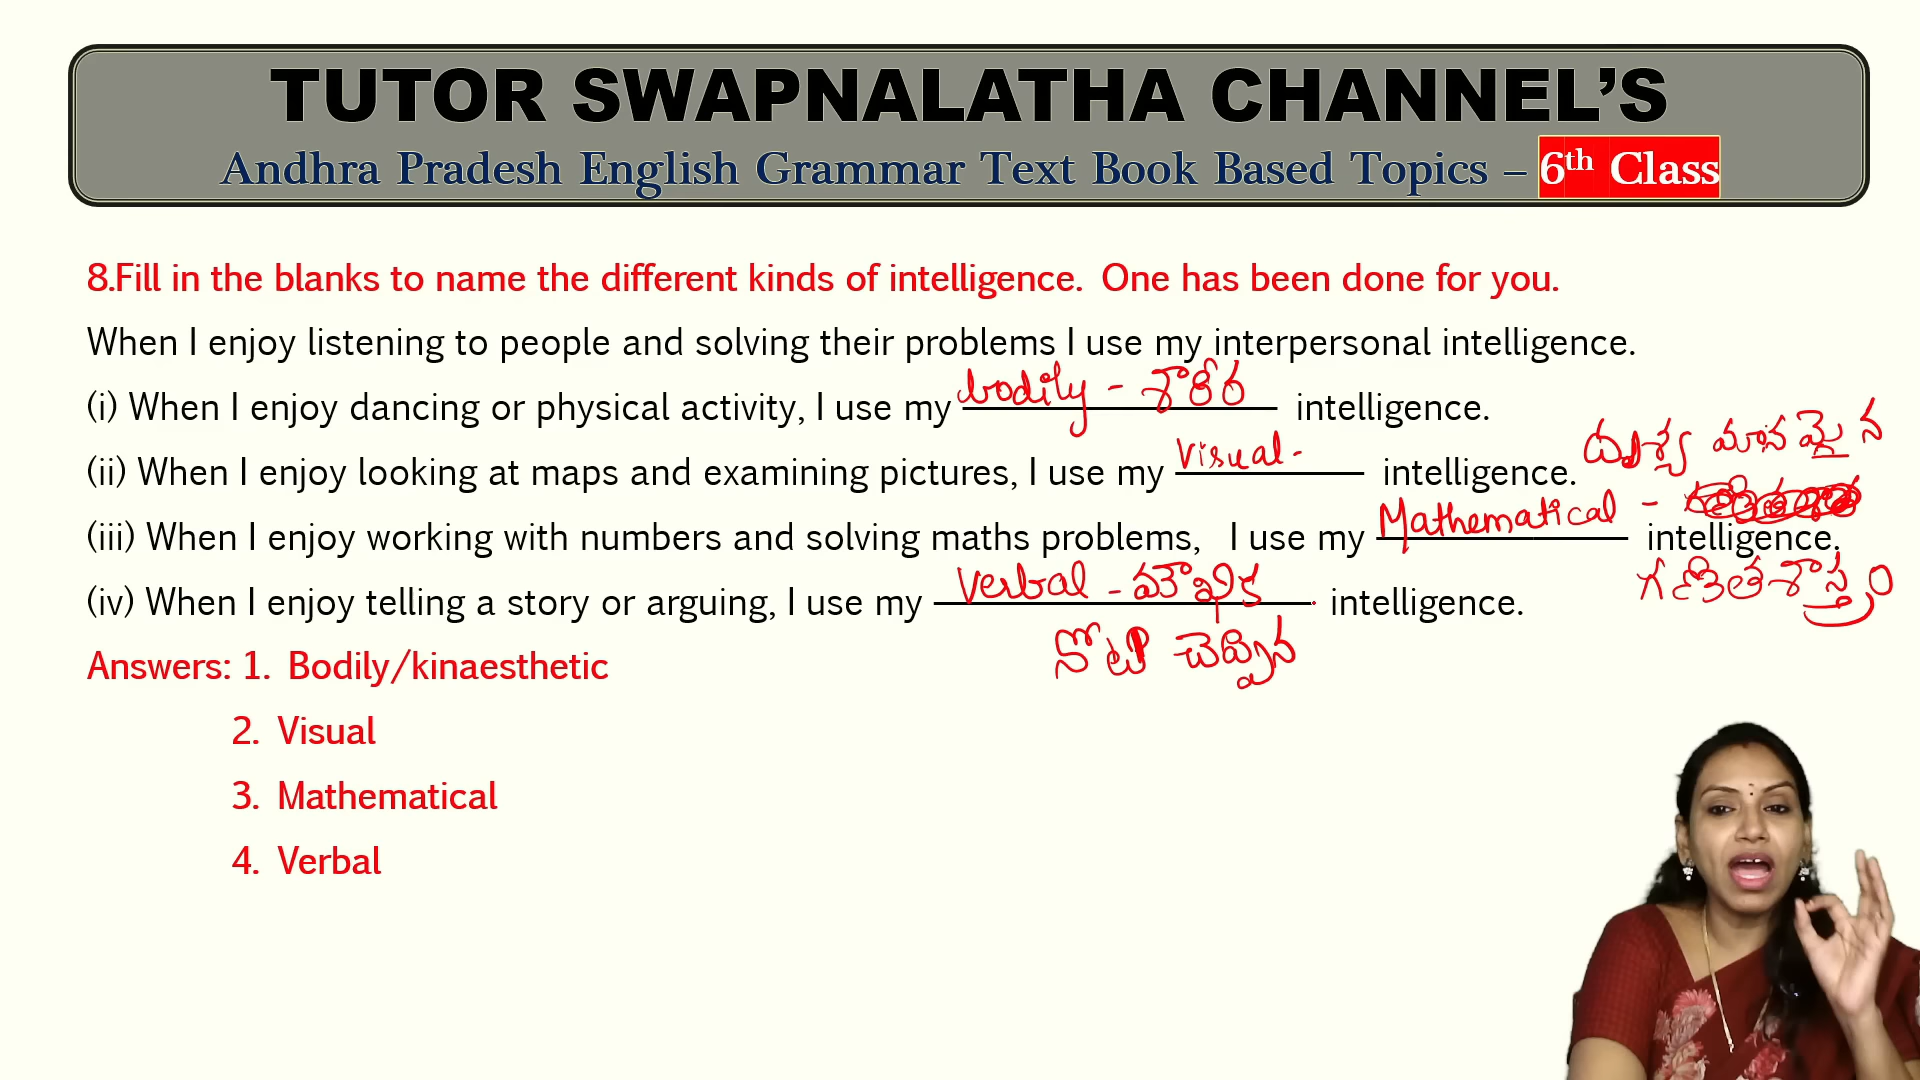 TUTOR SWAPNALATHA CHANNEL'S
Andhra Pradesh English Grammar Text Book Based Topics – 6th Class
8.Fill in the blanks to name the different kinds of intelligence. One has been done for you.
When I enjoy listening to people and solving their problems I use my interpersonal intelligence.
(i) When I enjoy dancing or physical activity, I use my bodily - శారీర intelligence.
(ii) When I enjoy looking at maps and examining pictures, I use my visual - intelligence. దృశ్య మానమైన
(iii) When I enjoy working with numbers and solving maths problems, I use my Mathematical - intelligence.
గణితశాస్త్రం
(iv) When I enjoy telling a story or arguing, I use my verbal - మౌఖిక intelligence.
చెప్పిన
Answers: 1. Bodily/kinaesthetic
2. Visual
3. Mathematical
4. Verbal